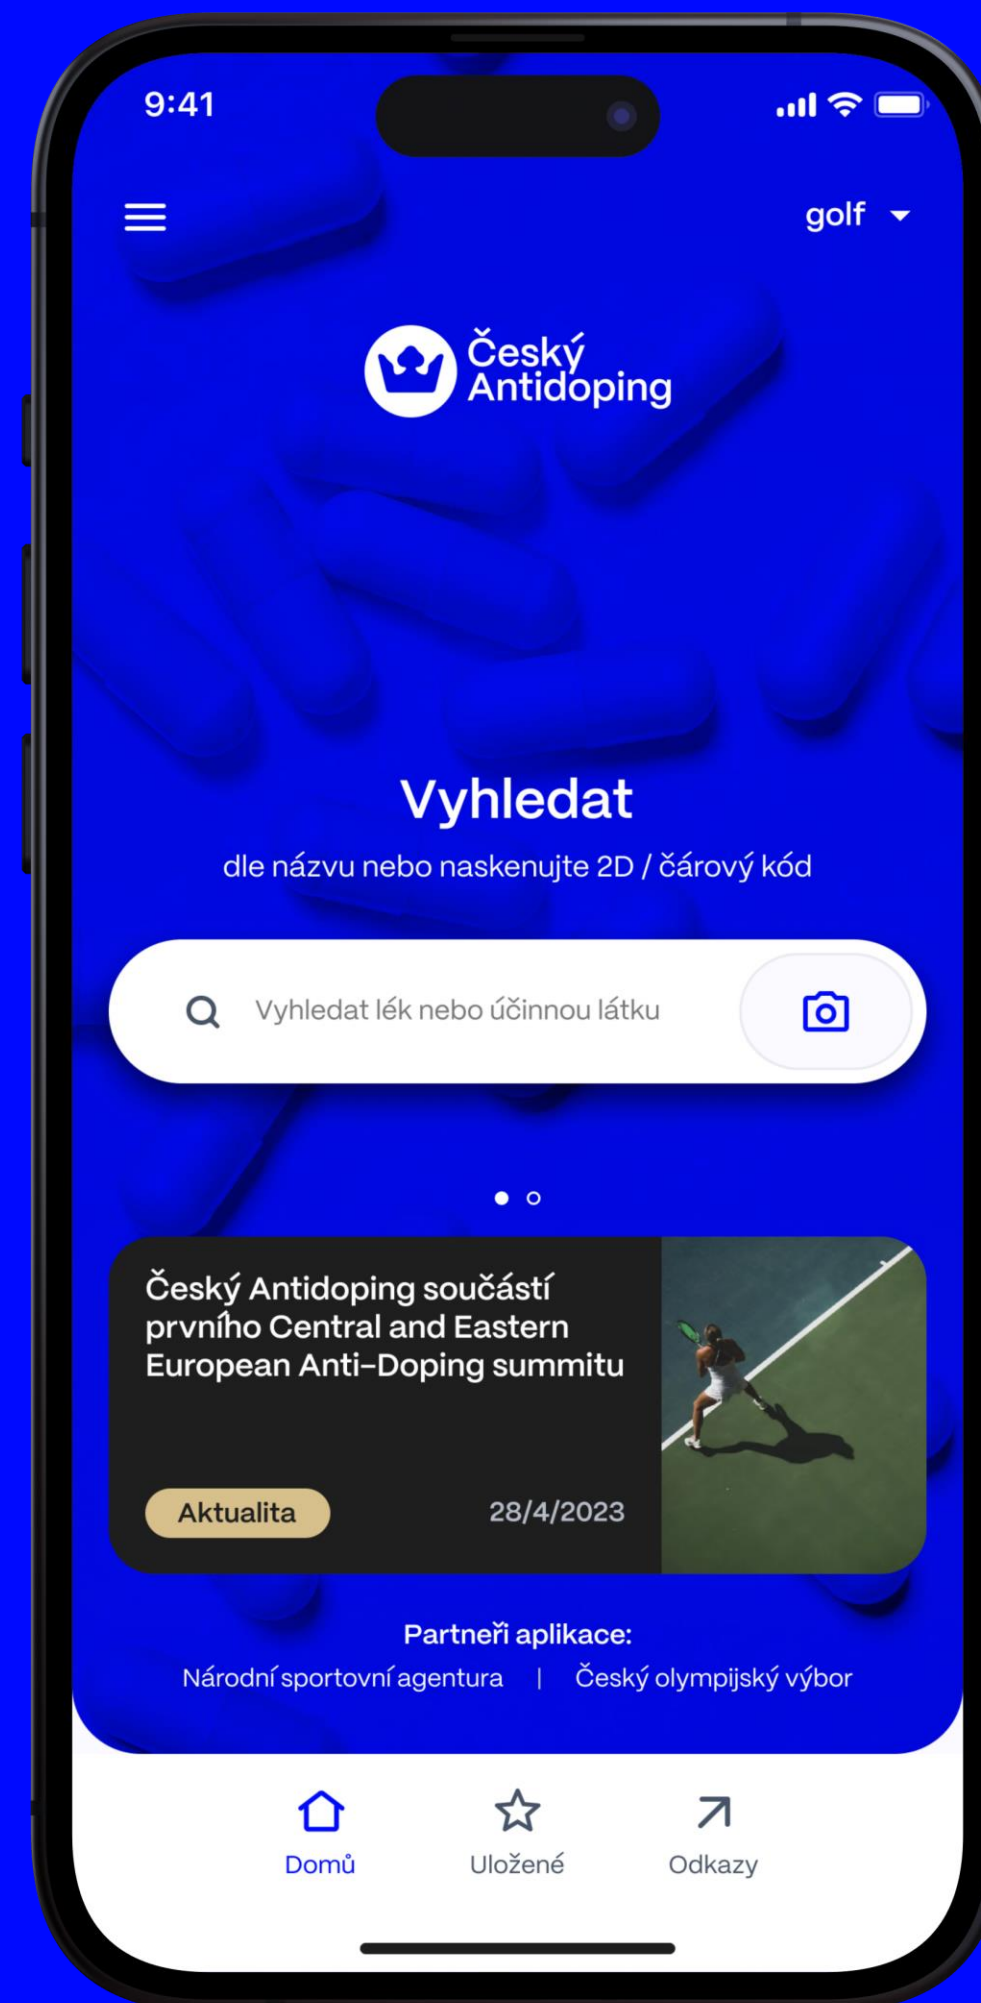 9:41
golf
Český
Antidoping
Vyhledat
dle názvu nebo naskenujte 2D / čárový kód
Vyhledat lék nebo účinnou látku
Český Antidoping součástí
prvního Central and Eastern
European Anti-Doping summitu
Aktualita
28/4/2023
Partneři aplikace:
Národní sportovní agentura | Český olympijský výbor
Domů
Uložené
Odkazy